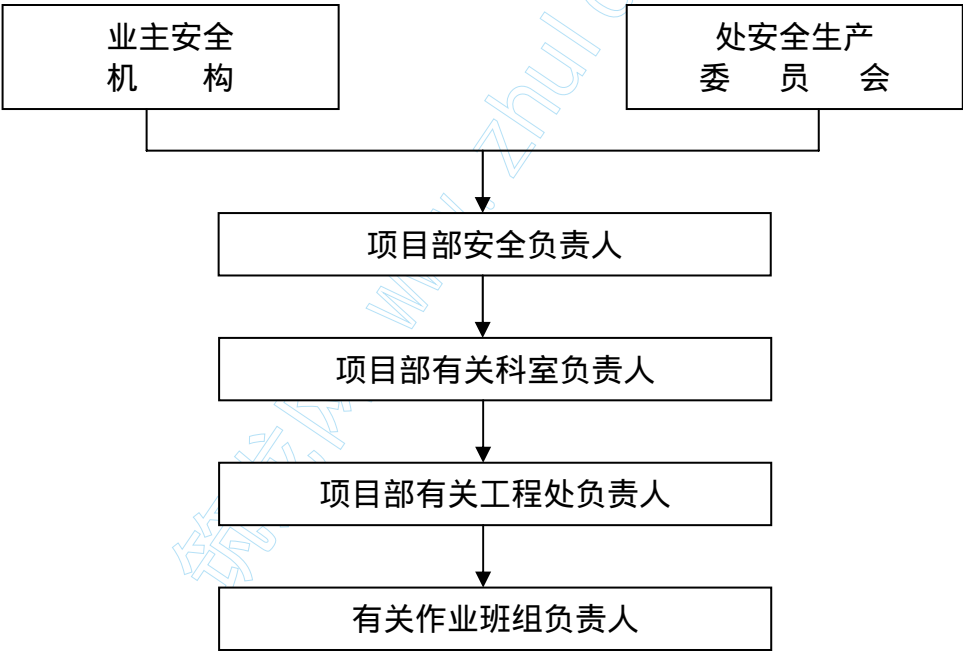 业主安全
机 构
处安全生产
委 员 会
项目部安全负责人
项目部有关科室负责人
项目部有关工程处负责人
有关作业班组负责人